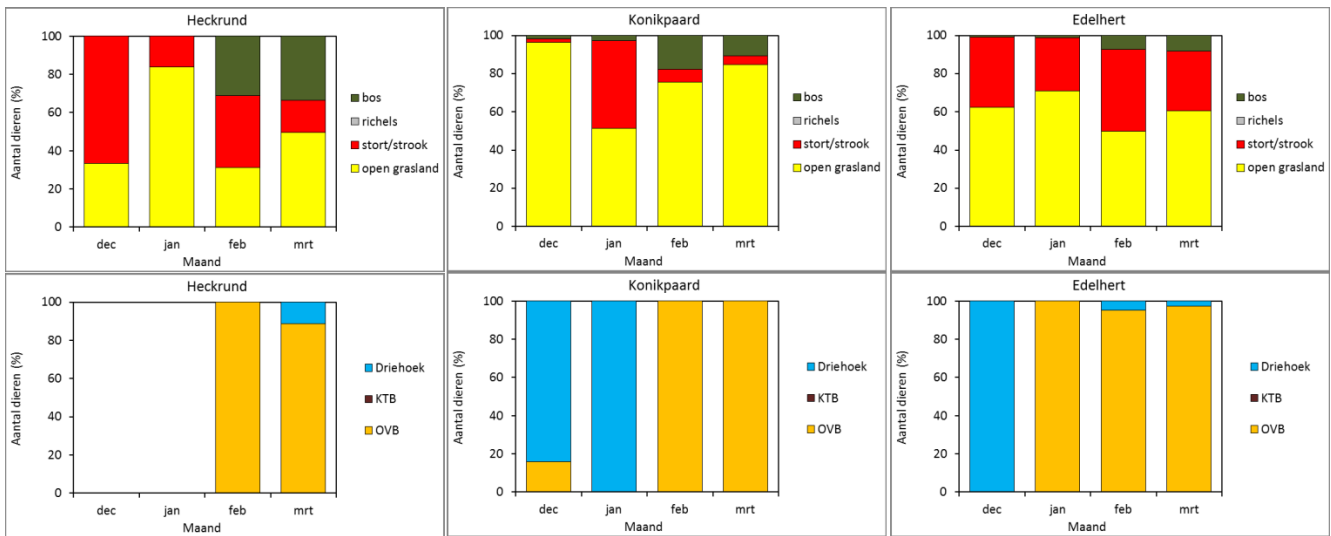 Heckrund
Aantal dieren (%)
100
80
60
40
20
0
dec jan feb mrt
Maand
bos
richels
stort/strook
open grasland
Konikpaard
Aantal dieren (%)
100
80
60
40
20
0
dec jan feb mrt
Maand
bos
richels
stort/strook
open grasland
Edelhert
Aantal dieren (%)
100
80
60
40
20
0
dec jan feb mrt
Maand
bos
richels
stort/strook
open grasland
Heckrund
Aantal dieren (%)
100
80
60
40
20
0
dec jan feb mrt
Maand
Driehoek
KTB
OVB
Konikpaard
Aantal dieren (%)
100
80
60
40
20
0
dec jan feb mrt
Maand
Driehoek
KTB
OVB
Edelhert
Aantal dieren (%)
100
80
60
40
20
0
dec jan feb mrt
Maand
Driehoek
KTB
OVB